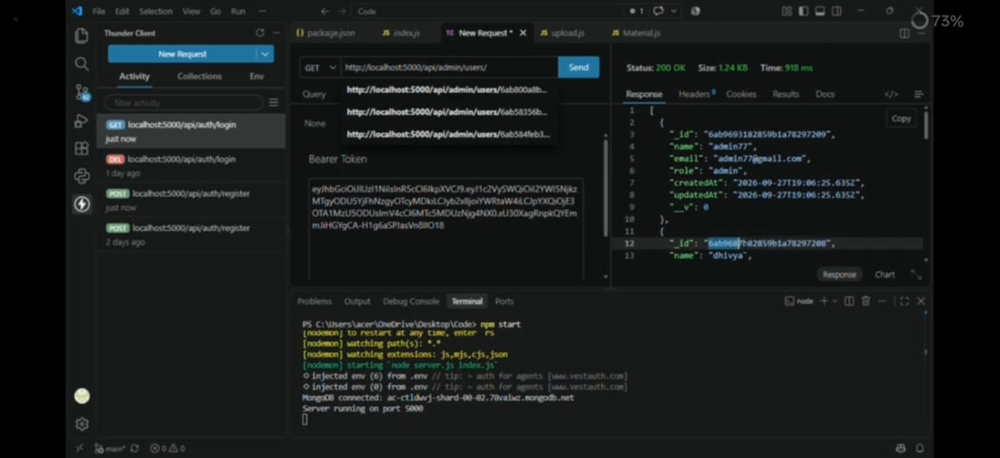 File Edit Selection View Go Run ···
Code
1
73%
Thunder Client
package.json
index.js
New Request *
upload.js
Material.js
New Request
Activity Collections Env
filter activity
GET localhost:5000/api/auth/login
just now
DEL localhost:5000/api/auth/login
1 day ago
POST localhost:5000/api/auth/register
just now
POST localhost:5000/api/auth/register
2 days ago
GET http://localhost:5000/api/admin/users/ Send
Query
http://localhost:5000/api/admin/users/6ab800a8b...
None
http://localhost:5000/api/admin/users/6ab58356b...
http://localhost:5000/api/admin/users/6ab584feb3...
Bearer Token
Status: 200 OK Size: 1.24 KB Time: 918 ms
Response Headers 8 Cookies Results Docs </>
Copy
1 [
2 {
3 "_id": "6ab9693182859b1a78297209",
4 "name": "admin77",
5 "email": "admin77@gmail.com",
6 "role": "admin",
7 "createdAt": "2026-09-27T19:06:25.635Z",
8 "updatedAt": "2026-09-27T19:06:25.635Z",
9 "__v": 0
10 },
11 {
12 "_id": "6ab9687b82859b1a78297208",
13 "name": "dhivya",
Response Chart
Problems Output Debug Console Terminal Ports
node
PS C:\Users\acer\OneDrive\Desktop\Code> npm start
[nodemon] to restart at any time, enter rs
[nodemon] watching path(s): *.*
[nodemon] watching extensions: js,mjs,cjs,json
[nodemon] starting `node server.js index.js`
injected env (6) from .env // tip: ~ auth for agents [www.vestauth.com]
injected env (0) from .env // tip: ~ auth for agents [www.vestauth.com]
MongoDB connected: ac-ctldwvj-shard-00-02.78vaiwz.mongodb.net
Server running on port 5000
main* 0 0